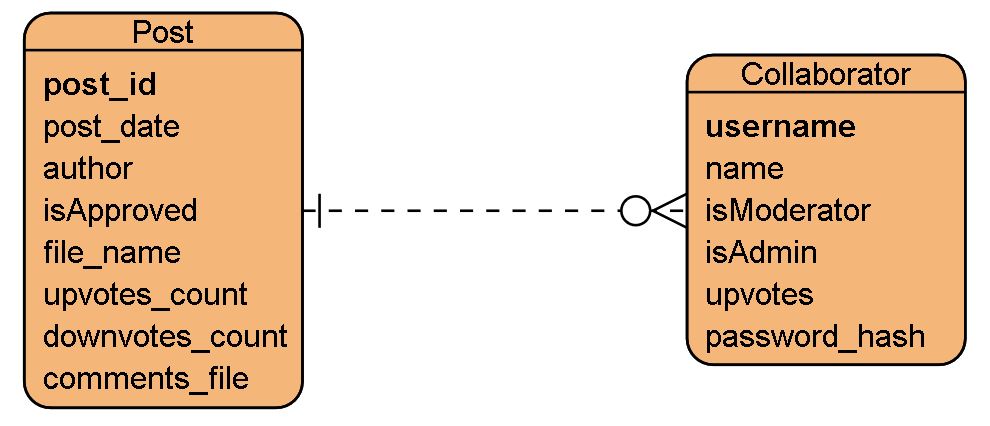 Post
post_id
post_date
author
isApproved
file_name
upvotes_count
downvotes_count
comments_file
Collaborator
username
name
isModerator
isAdmin
upvotes
password_hash